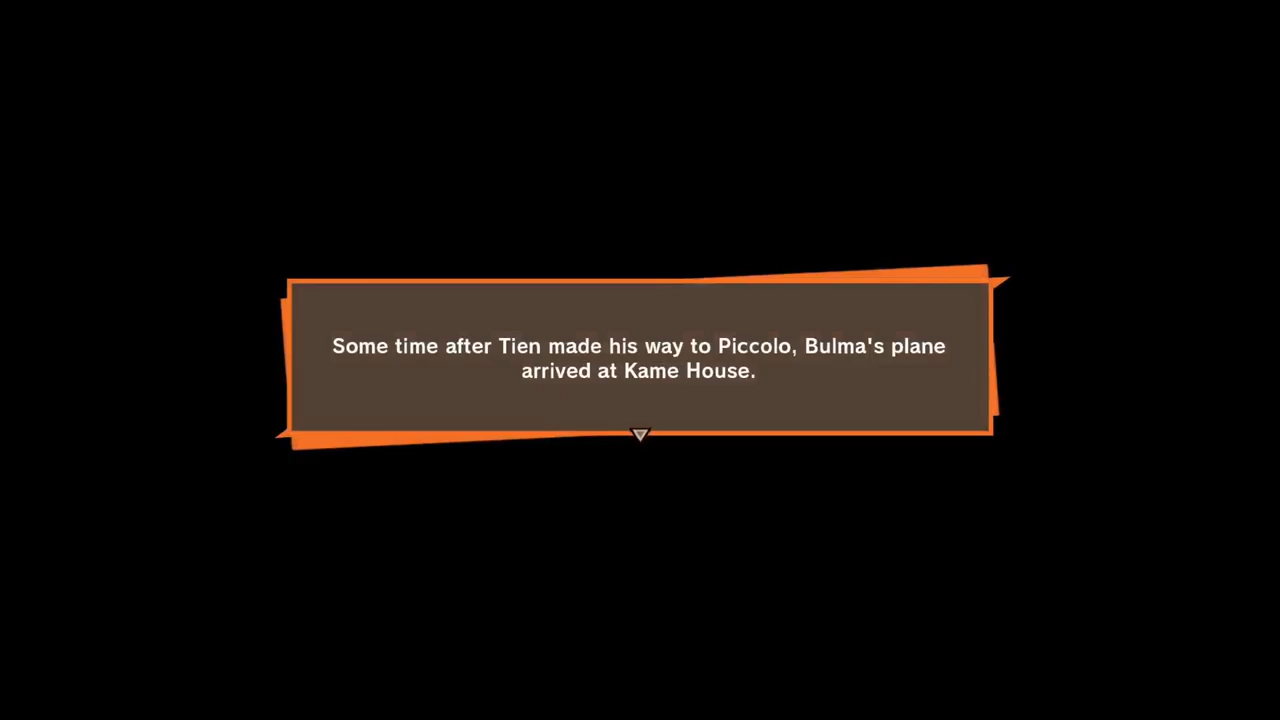 Some time after Tien made his way to Piccolo, Bulma's plane
arrived at Kame House.